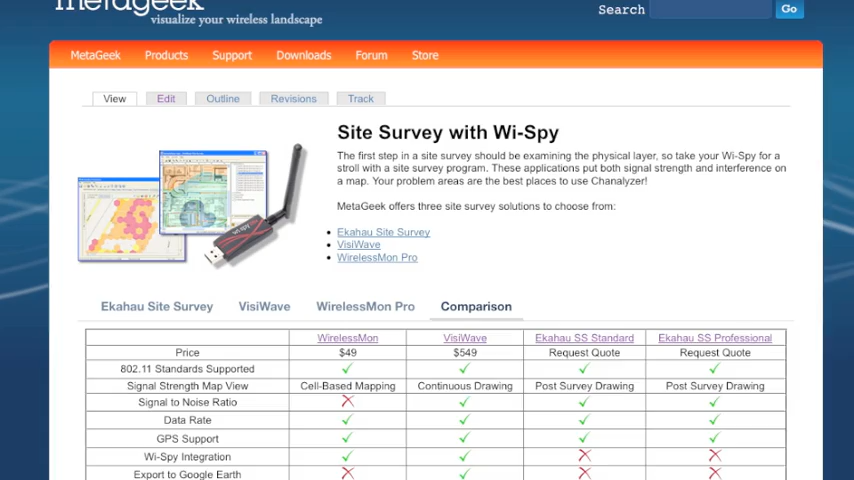 metageek
visualize your wireless landscape
Search
Go
MetaGeek Products Support Downloads Forum Store
View Edit Outline Revisions Track
Site Survey with Wi-Spy
The first step in a site survey should be examining the physical layer, so take your Wi-Spy for a
stroll with a site survey program. These applications put both signal strength and interference on
a map. Your problem areas are the best places to use Chanalyzer!
MetaGeek offers three site survey solutions to choose from:
Ekahau Site Survey
VisiWave
WirelessMon Pro
wi-spy
Ekahau Site Survey VisiWave WirelessMon Pro Comparison
WirelessMon VisiWave Ekahau SS Standard Ekahau SS Professional
Price $49 $549 Request Quote Request Quote
802.11 Standards Supported
Signal Strength Map View Cell-Based Mapping Continuous Drawing Post Survey Drawing Post Survey Drawing
Signal to Noise Ratio
Data Rate
GPS Support
Wi-Spy Integration
Export to Google Earth